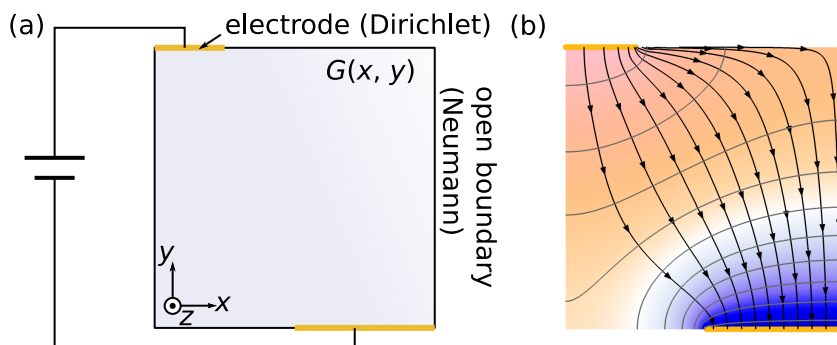 (a)
electrode (Dirichlet)
(b)
G(x, y)
open boundary
(Neumann)
y
z
x